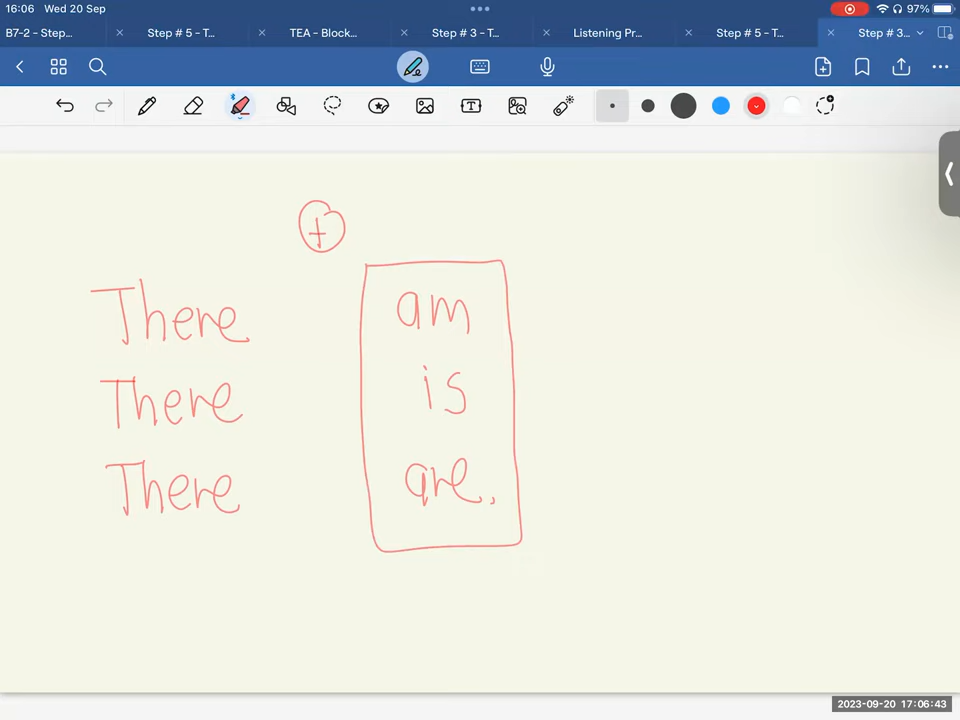 16:06 Wed 20 Sep 97%
B7-2 - Step... Step # 5 - T... TEA - Block... Step # 3 - T... Listening Pr... Step # 5 - T... Step # 3...
+
There am
There is
There are.
2023-09-20 17:06:43